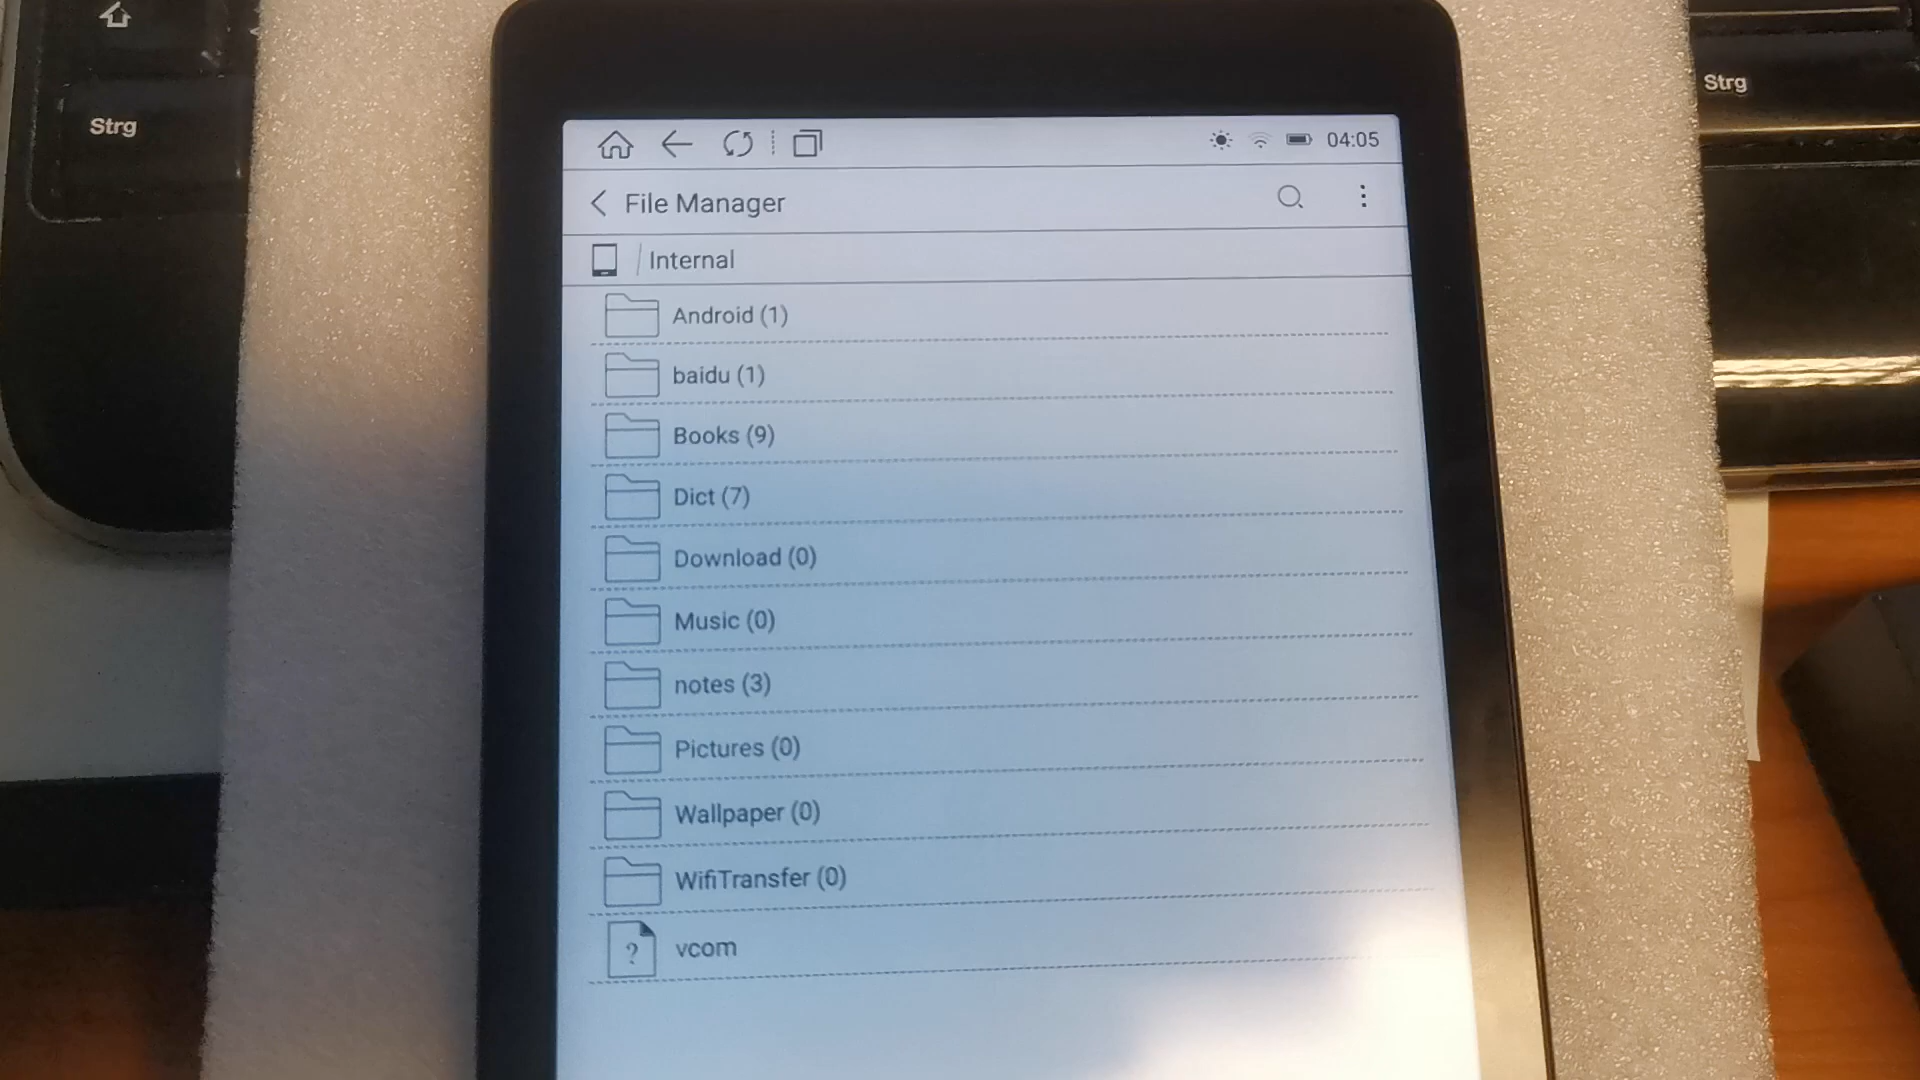 Strg
Strg
04:05
File Manager
Internal
Android (1)
baidu (1)
Books (9)
Dict (7)
Download (0)
Music (0)
notes (3)
Pictures (0)
Wallpaper (0)
WifiTransfer (0)
? vcom